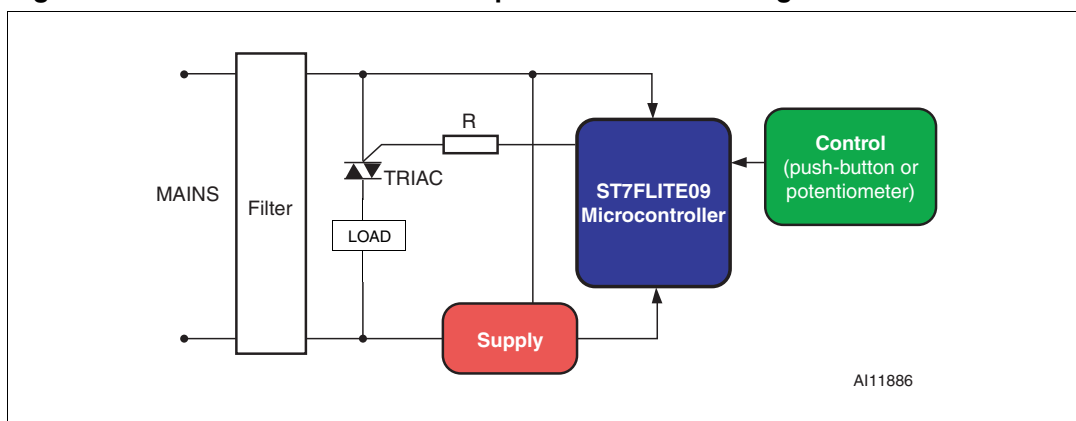 R
TRIAC
MAINS
Filter
LOAD
ST7FLITE09
Microcontroller
Control
(push-button or
potentiometer)
Supply
AI11886